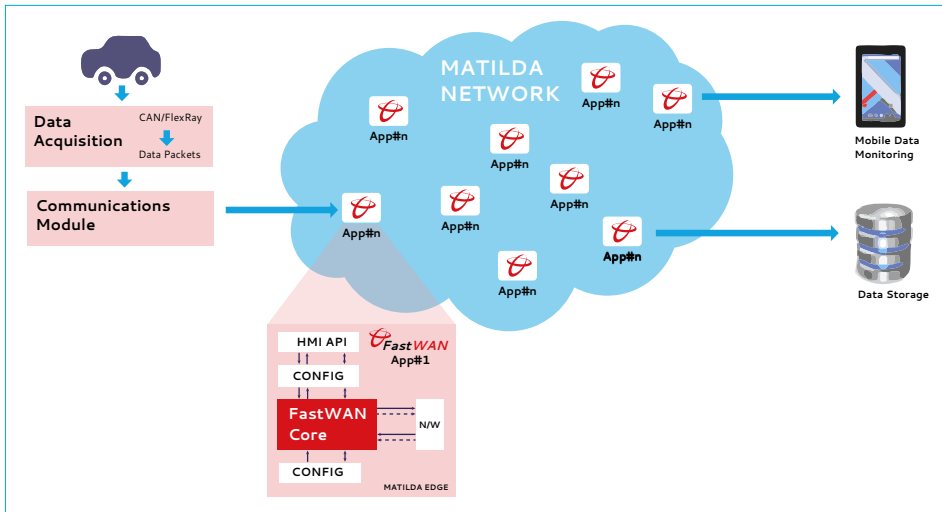 MATILDA
NETWORK
Data
Acquisition
CAN/FlexRay
Data Packets
Communications
Module
App#n
App#n
App#n
App#n
App#n
App#n
App#n
App#n
App#n
Mobile Data
Monitoring
Data Storage
HMI API
FastWAN
App#1
CONFIG
FastWAN
Core
N/W
CONFIG
MATILDA EDGE